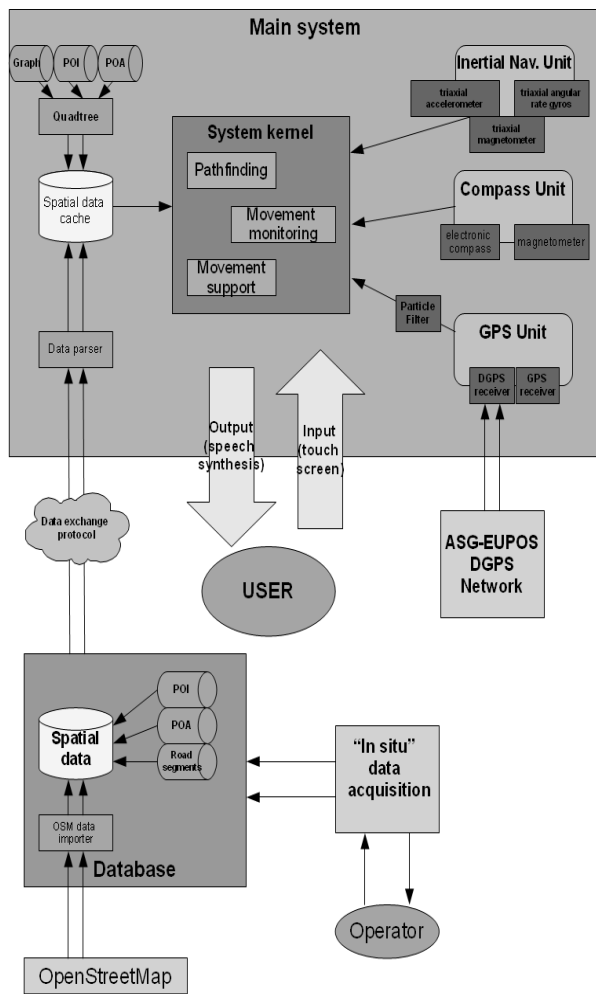 Main system
Graph
POI
POA
Quadtree
Spatial data
cache
Data parser
System kernel
Pathfinding
Movement
monitoring
Movement
support
Inertial Nav. Unit
triaxial
accelerometer
triaxial angular
rate gyros
triaxial
magnetometer
Compass Unit
electronic
compass
magnetometer
Particle
Filter
GPS Unit
DGPS
receiver
GPS
receiver
Output
(speech
synthesis)
Input
(touch
screen)
Data exchange
protocol
USER
ASG-EUPOS
DGPS
Network
POI
POA
Road
segments
Spatial
data
OSM data
importer
Database
"In situ"
data
acquisition
Operator
OpenStreetMap